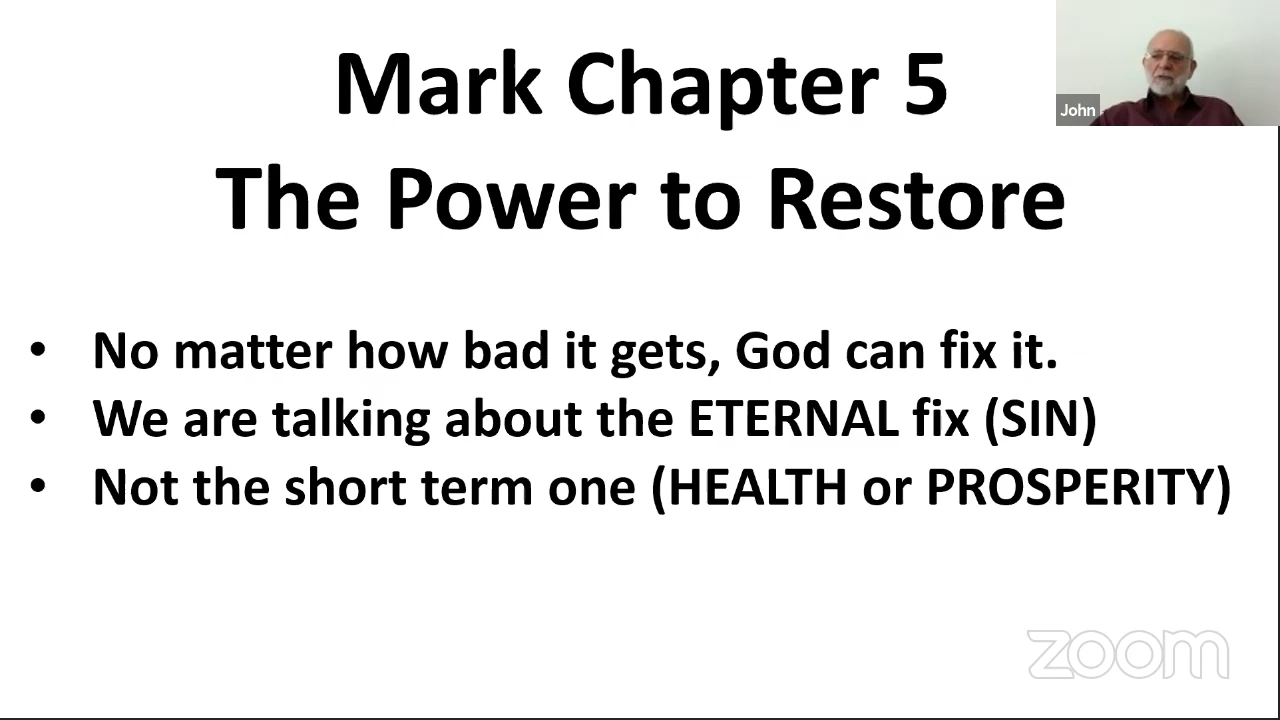 Mark Chapter 5
John
The Power to Restore
• No matter how bad it gets, God can fix it.
• We are talking about the ETERNAL fix (SIN)
• Not the short term one (HEALTH or PROSPERITY)
zoom